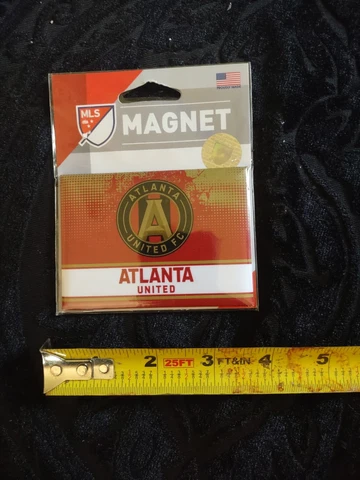 MLS
MAGNET
ATLANTA
UNITED FC
A
ATLANTA
UNITED
2 25FT 3 FT&IN 4 5